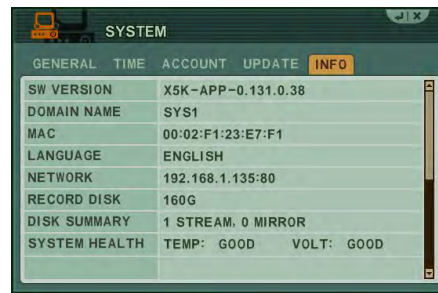 SYSTEM
GENERAL TIME ACCOUNT UPDATE INFO
SW VERSION X5K-APP-0.131.0.38
DOMAIN NAME SYS1
MAC 00:02:F1:23:E7:F1
LANGUAGE ENGLISH
NETWORK 192.168.1.135:80
RECORD DISK 160G
DISK SUMMARY 1 STREAM, 0 MIRROR
SYSTEM HEALTH TEMP: GOOD VOLT: GOOD